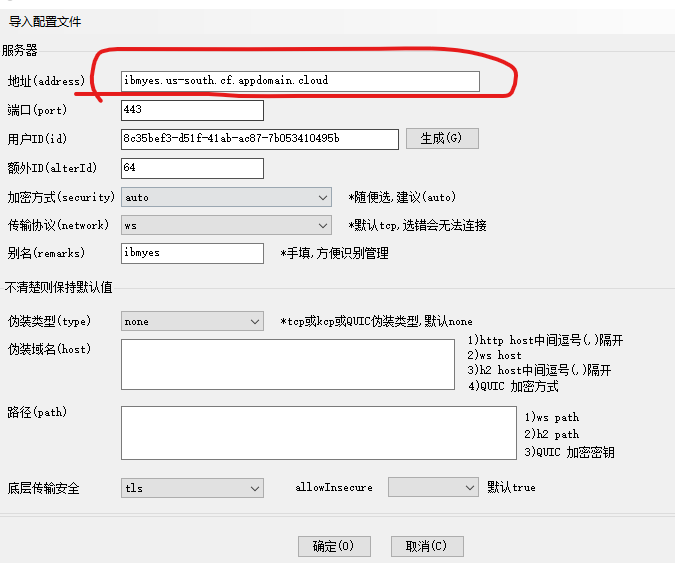 导入配置文件
服务器
地址(address) ibmyes.us-south.cf.appdomain.cloud
端口(port) 443
用户ID(id) 8c35bef3-d51f-41ab-ac87-7b053410495b 生成(G)
额外ID(alterId) 64
加密方式(security) auto *随便选,建议(auto)
传输协议(network) ws *默认tcp,选错会无法连接
别名(remarks) ibmyes *手填,方便识别管理
不清楚则保持默认值
伪装类型(type) none *tcp或kcp或QUIC伪装类型,默认none
伪装域名(host)
1)http host中间逗号(,)隔开
2)ws host
3)h2 host中间逗号(,)隔开
4)QUIC 加密方式
路径(path)
1)ws path
2)h2 path
3)QUIC 加密密钥
底层传输安全 tls allowInsecure 默认true
确定(O) 取消(C)